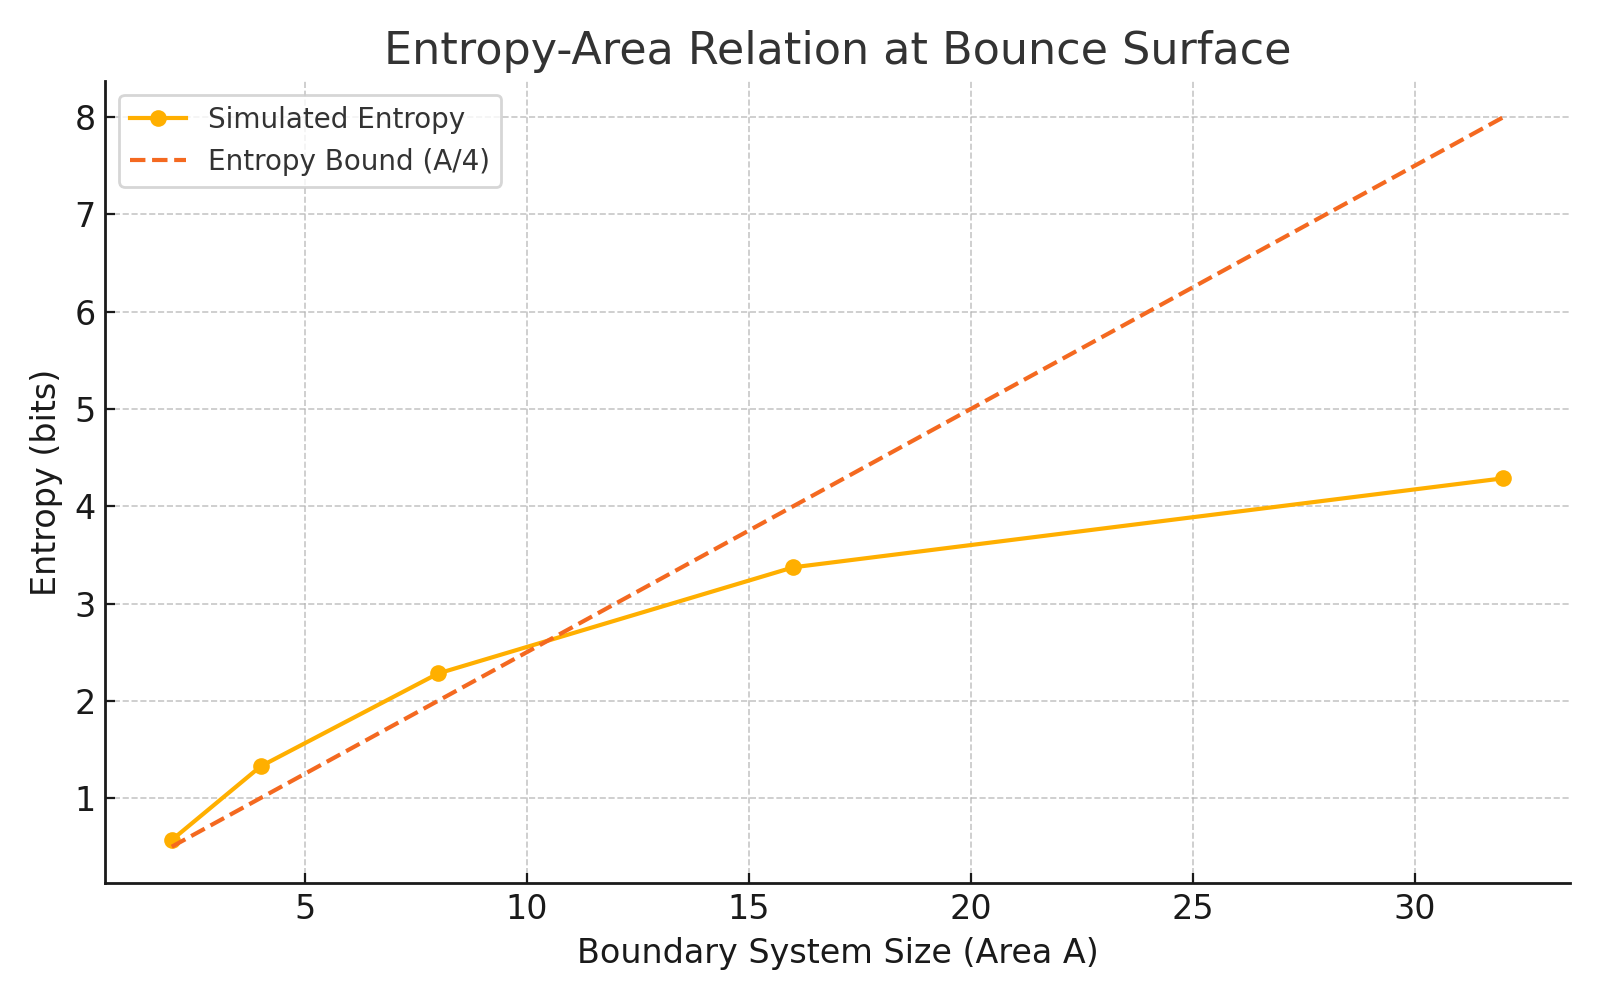 Entropy-Area Relation at Bounce Surface
Simulated Entropy
Entropy Bound (A/4)
Entropy (bits)
8
7
6
5
4
3
2
1
5 10 15 20 25 30
Boundary System Size (Area A)